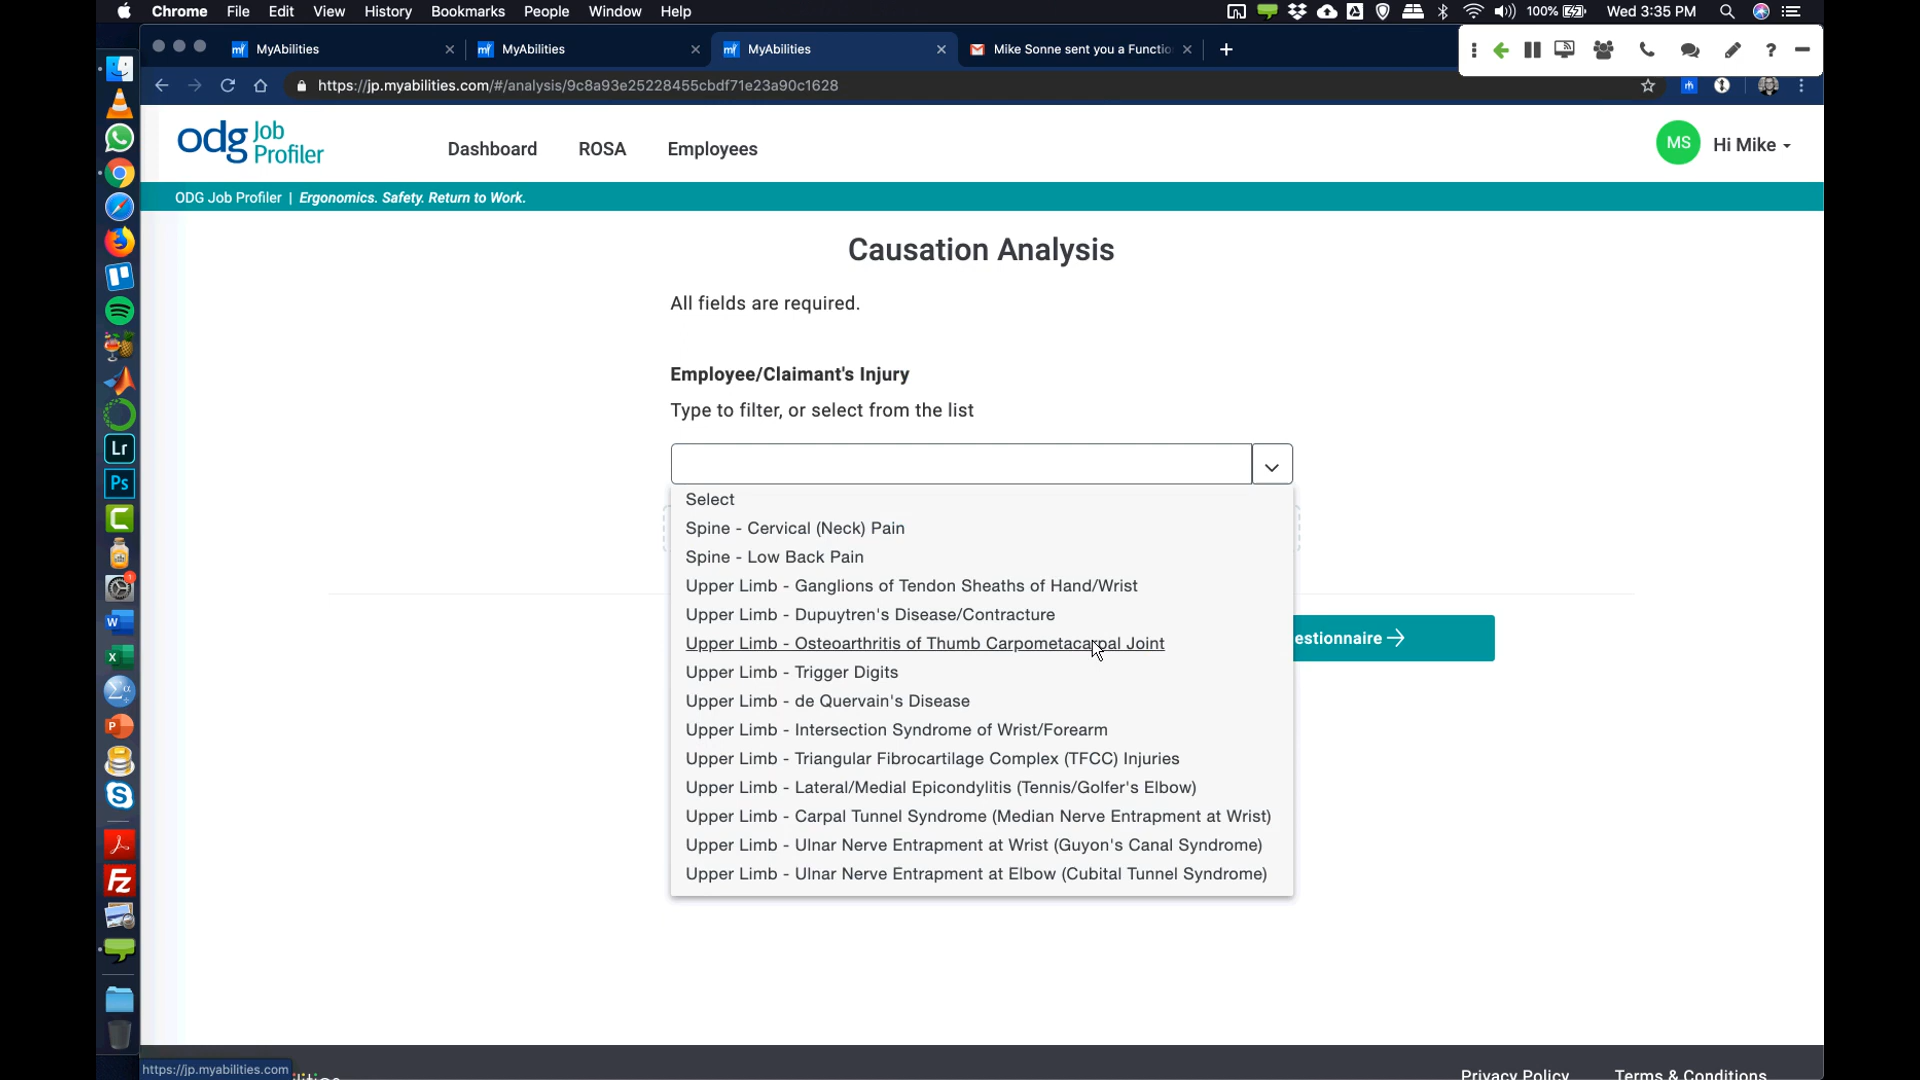 Chrome File Edit View History Bookmarks People Window Help 100% Wed 3:35 PM
MyAbilities MyAbilities MyAbilities Mike Sonne sent you a Functio
https://jp.myabilities.com/#/analysis/9c8a93e25228455cbdf71e23a90c1628
odg Job Profiler Dashboard ROSA Employees MS Hi Mike
ODG Job Profiler | Ergonomics. Safety. Return to Work.
Causation Analysis
All fields are required.
Employee/Claimant's Injury
Type to filter, or select from the list
Select
Spine - Cervical (Neck) Pain
Spine - Low Back Pain
Upper Limb - Ganglions of Tendon Sheaths of Hand/Wrist
Upper Limb - Dupuytren's Disease/Contracture
Upper Limb - Osteoarthritis of Thumb Carpometacarpal Joint
estionnaire
Upper Limb - Trigger Digits
Upper Limb - de Quervain's Disease
Upper Limb - Intersection Syndrome of Wrist/Forearm
Upper Limb - Triangular Fibrocartilage Complex (TFCC) Injuries
Upper Limb - Lateral/Medial Epicondylitis (Tennis/Golfer's Elbow)
Upper Limb - Carpal Tunnel Syndrome (Median Nerve Entrapment at Wrist)
Upper Limb - Ulnar Nerve Entrapment at Wrist (Guyon's Canal Syndrome)
Upper Limb - Ulnar Nerve Entrapment at Elbow (Cubital Tunnel Syndrome)
Lr
Ps
https://jp.myabilities.com
Privacy Policy Terms & Conditions